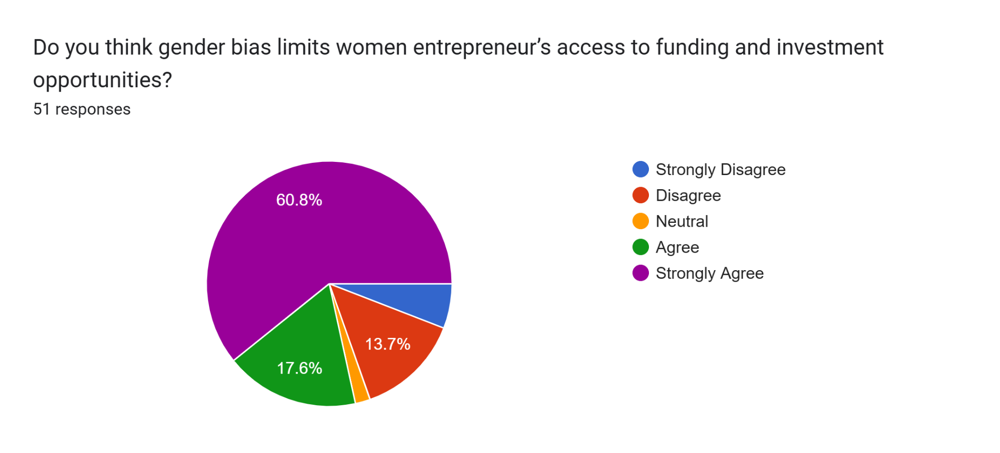 Do you think gender bias limits women entrepreneur’s access to funding and investment
opportunities?
51 responses
60.8%
13.7%
17.6%
Strongly Disagree
Disagree
Neutral
Agree
Strongly Agree